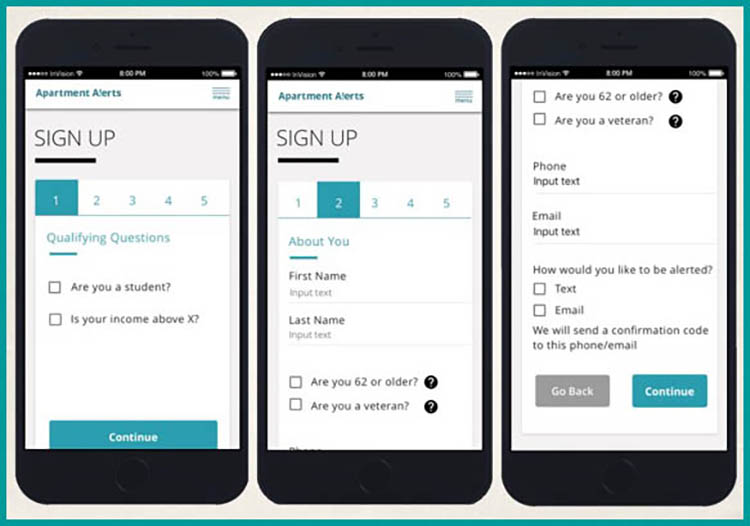 InVision 8:00 PM 100%
Apartment Alerts
menu
SIGN UP
1 2 3 4 5
Qualifying Questions
Are you a student?
Is your income above X?
Continue
InVision 8:00 PM 100%
Apartment Alerts
menu
SIGN UP
1 2 3 4 5
About You
First Name
Input text
Last Name
Input text
Are you 62 or older? ?
Are you a veteran? ?
InVision 8:00 PM 100%
Are you 62 or older? ?
Are you a veteran? ?
Phone
Input text
Email
Input text
How would you like to be alerted?
Text
Email
We will send a confirmation code
to this phone/email
Go Back Continue